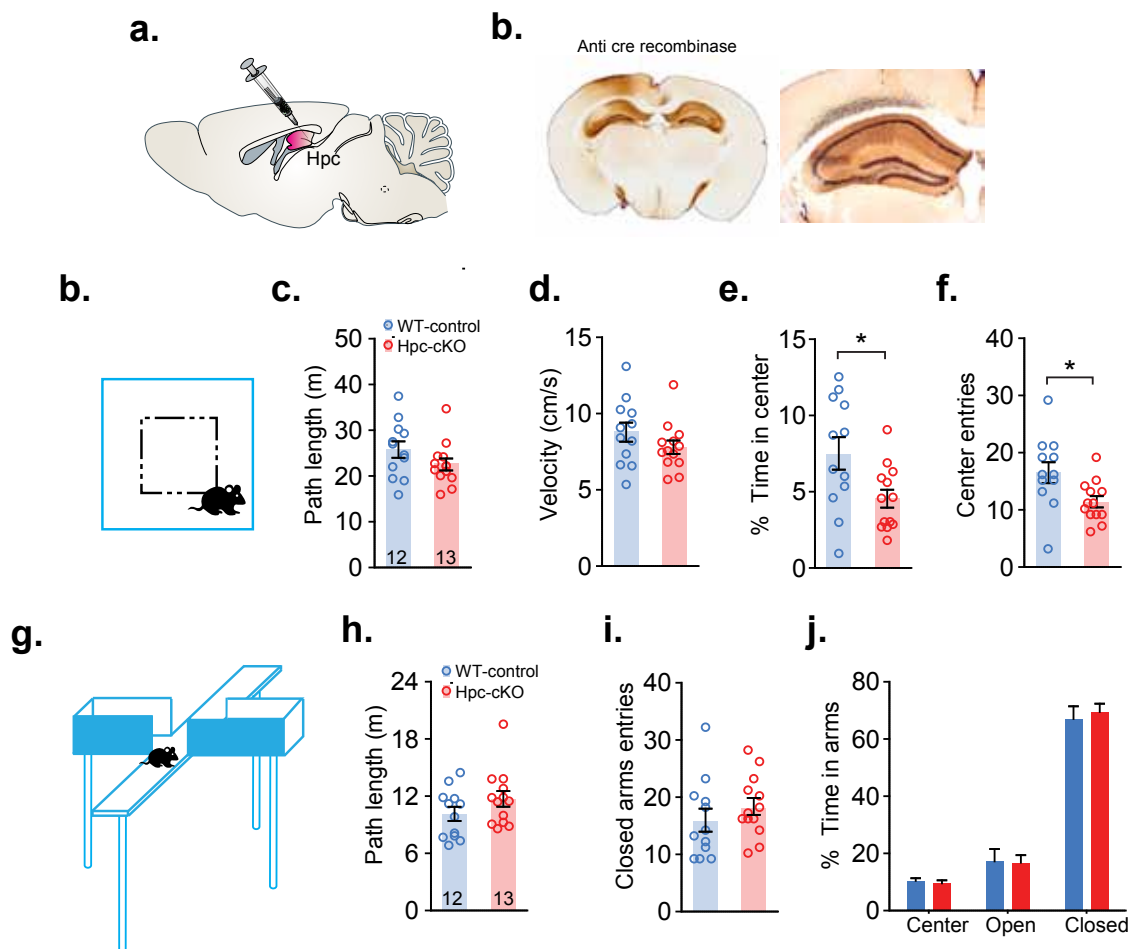 a.
b.
Anti cre recombinase
Hpc
b.
c.
d.
e.
f.
WT-control
Hpc-cKO
Path length (m)
50
40
30
20
10
0
12
13
Velocity (cm/s)
15
10
5
0
% Time in center
15
10
5
0
*
Center entries
40
30
20
10
0
*
g.
h.
i.
j.
WT-control
Hpc-cKO
Path length (m)
24
18
12
6
0
12
13
Closed arms entries
40
30
20
10
0
% Time in arms
80
60
40
20
0
Center
Open
Closed